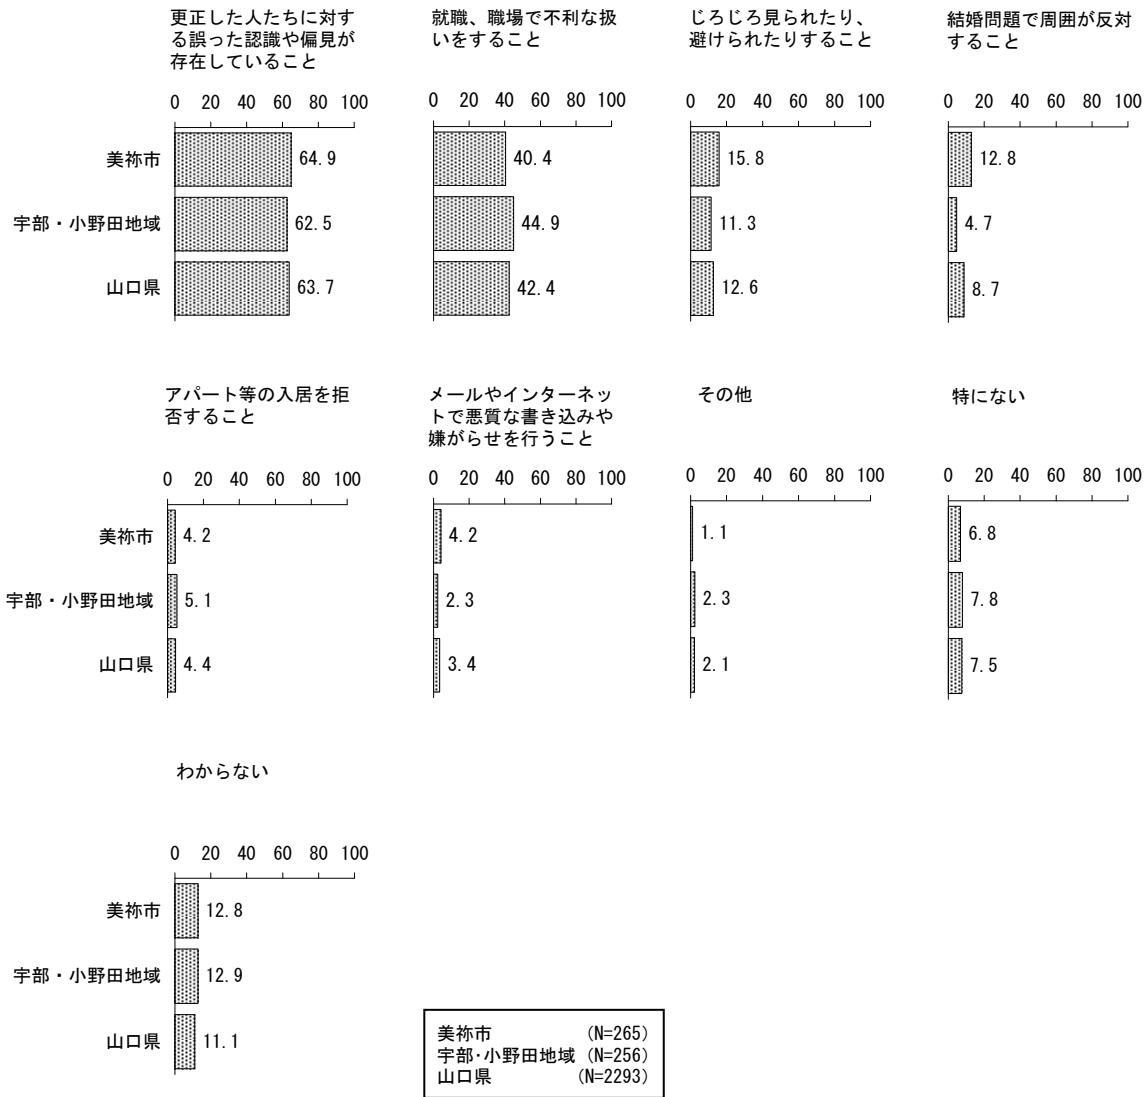 更正した人たちに対す
る誤った認識や偏見が
存在していること
就職、職場で不利な扱
いをすること
じろじろ見られたり、
避けられたりすること
結婚問題で周囲が反対
すること
0 20 40 60 80 100
0 20 40 60 80 100
0 20 40 60 80 100
0 20 40 60 80 100
美祢市 64.9 40.4 15.8 12.8
宇部・小野田地域 62.5 44.9 11.3 4.7
山口県 63.7 42.4 12.6 8.7
アパート等の入居を拒
否すること
メールやインターネッ
トで悪質な書き込みや
嫌がらせを行うこと
その他
特にない
0 20 40 60 80 100
0 20 40 60 80 100
0 20 40 60 80 100
0 20 40 60 80 100
美祢市 4.2 4.2 1.1 6.8
宇部・小野田地域 5.1 2.3 2.3 7.8
山口県 4.4 3.4 2.1 7.5
わからない
0 20 40 60 80 100
美祢市 12.8
宇部・小野田地域 12.9
山口県 11.1
美祢市 (N=265)
宇部･小野田地域 (N=256)
山口県 (N=2293)